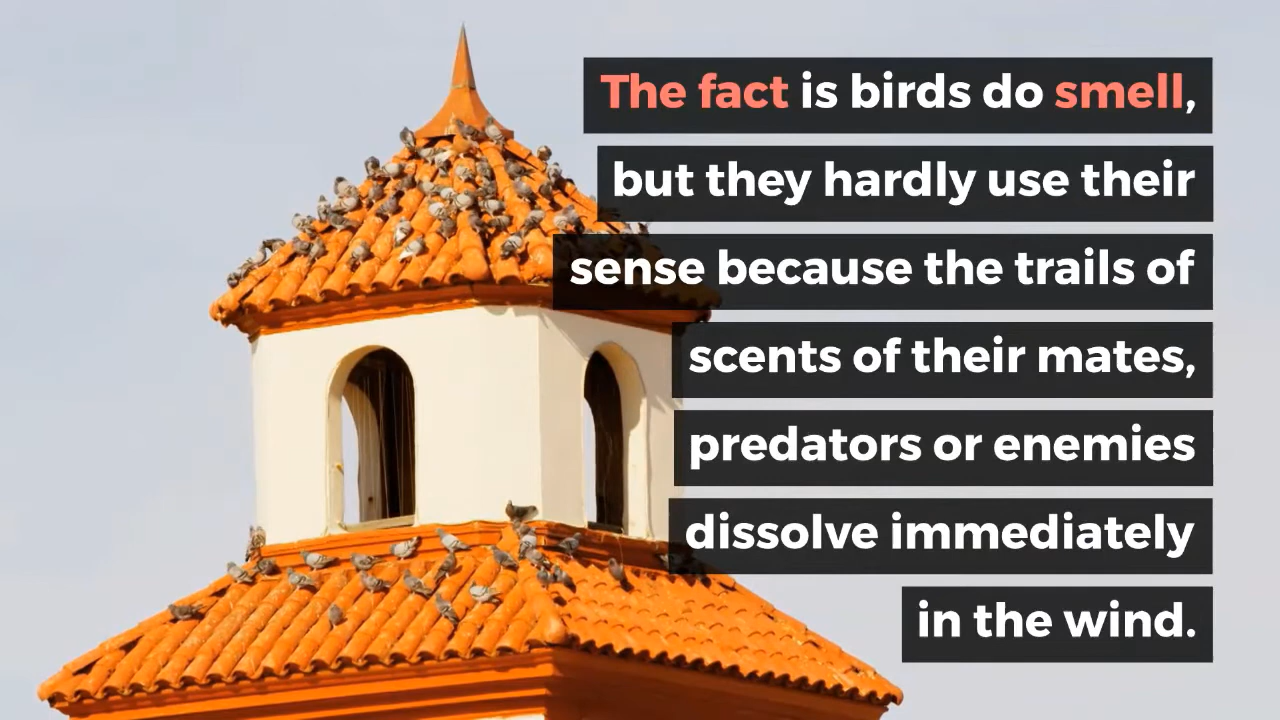 The fact is birds do smell,
but they hardly use their
sense because the trails of
scents of their mates,
predators or enemies
dissolve immediately
in the wind.